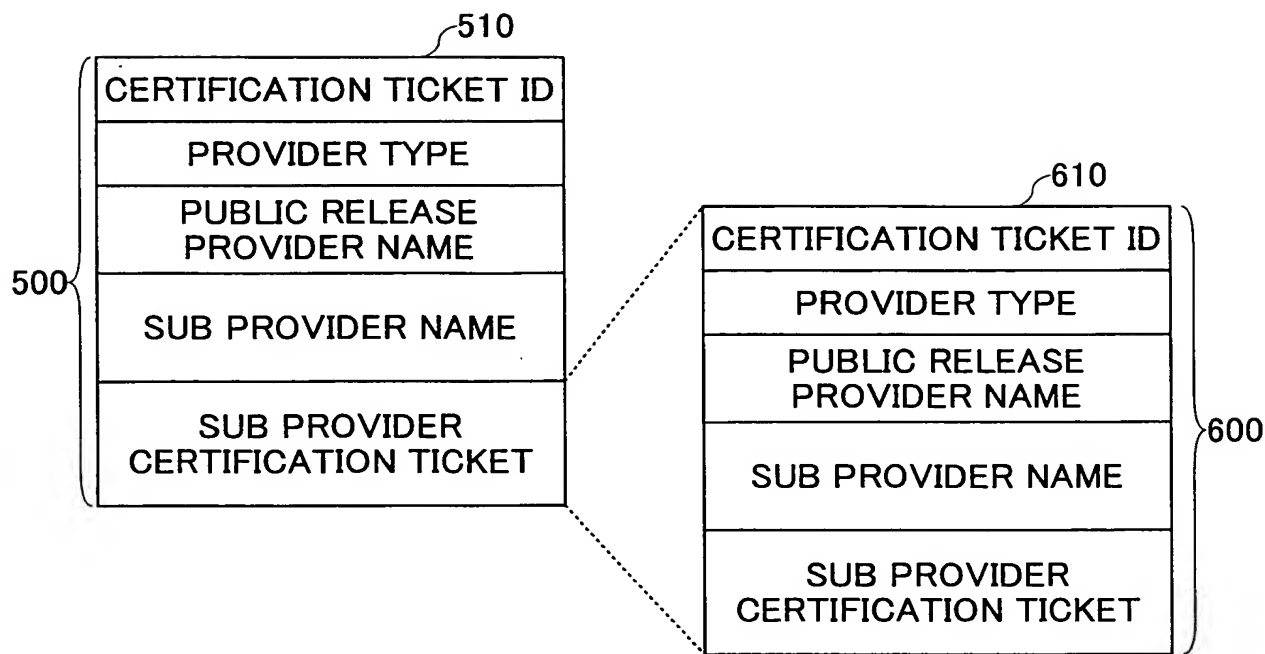 510
CERTIFICATION TICKET ID
PROVIDER TYPE
PUBLIC RELEASE
PROVIDER NAME
500
SUB PROVIDER NAME
SUB PROVIDER
CERTIFICATION TICKET
610
CERTIFICATION TICKET ID
PROVIDER TYPE
PUBLIC RELEASE
PROVIDER NAME
600
SUB PROVIDER NAME
SUB PROVIDER
CERTIFICATION TICKET